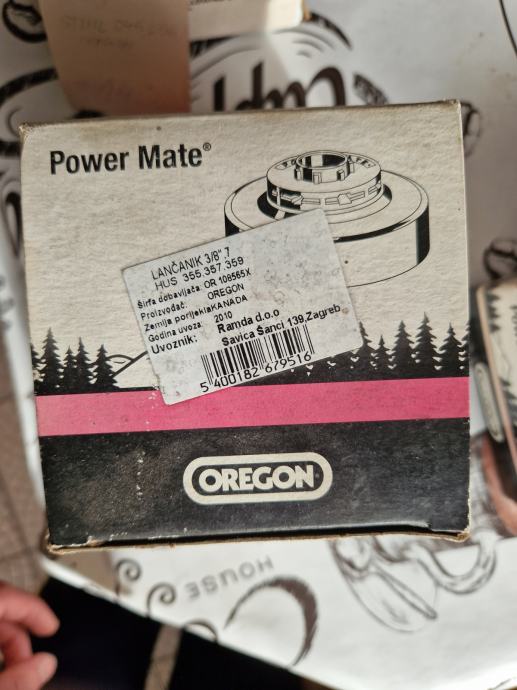 Power Mate®
LANČANIK 3/8" 7
HUS 355.357.359
Šifra dobavljača OR 108565X
Proizvođač: OREGON
Zemlja porijekla KANADA
Godina uvoza: 2010
Uvoznik: Ramda d.o.o
Savica Šanci 139,Zagreb
5 400182 679516
OREGON®
HOUSE